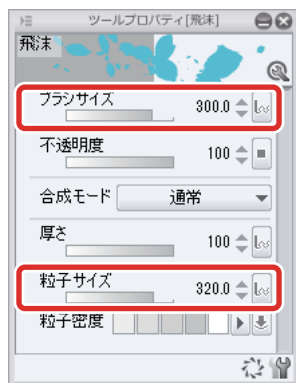 ツールプロパティ[飛沫]
飛沫
ブラシサイズ 300.0
不透明度 100
合成モード 通常
厚さ 100
粒子サイズ 320.0
粒子密度